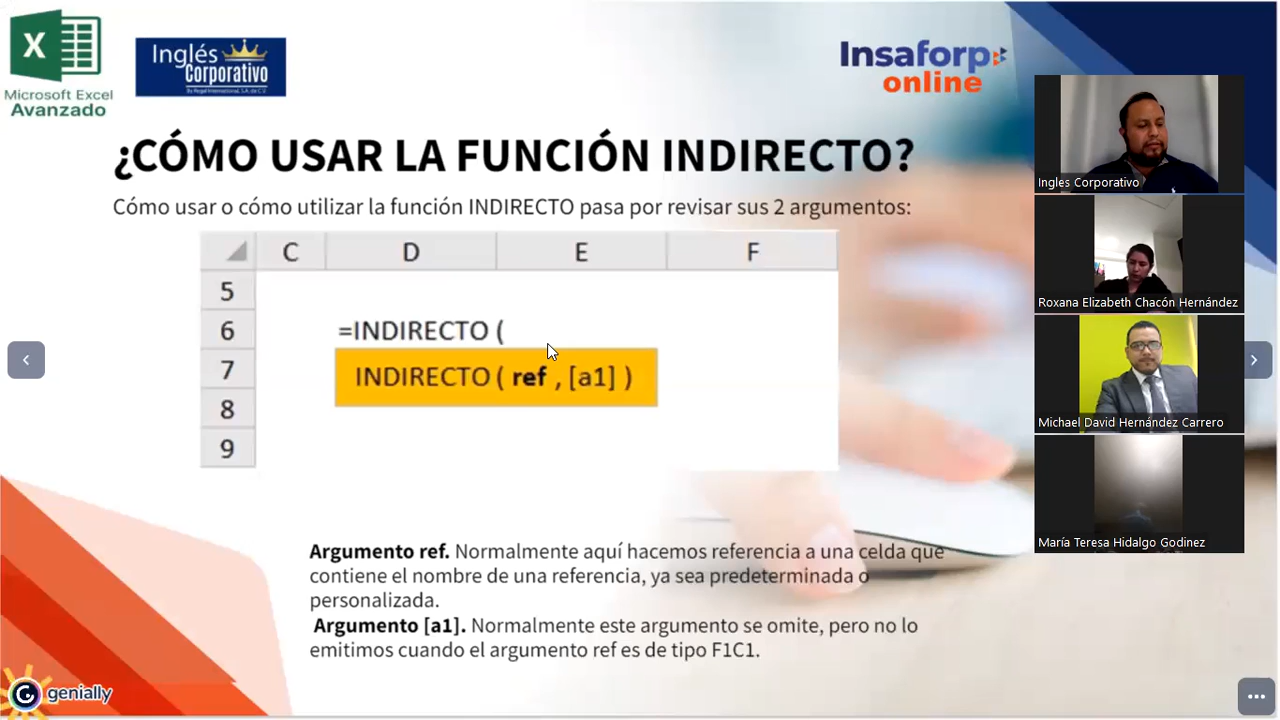 Microsoft Excel
Avanzado
Inglés
Corporativo
Insaforp
online
¿CÓMO USAR LA FUNCIÓN INDIRECTO?
Cómo usar o cómo utilizar la función INDIRECTO pasa por revisar sus 2 argumentos:
C D E F
5
6 =INDIRECTO (
7 INDIRECTO ( ref , [a1] )
8
9
Argumento ref. Normalmente aquí hacemos referencia a una celda que
contiene el nombre de una referencia, ya sea predeterminada o
personalizada.
Argumento [a1]. Normalmente este argumento se omite, pero no lo
emitimos cuando el argumento ref es de tipo F1C1.
genially
Ingles Corporativo
Roxana Elizabeth Chacón Hernández
Michael David Hernández Carrero
María Teresa Hidalgo Godinez